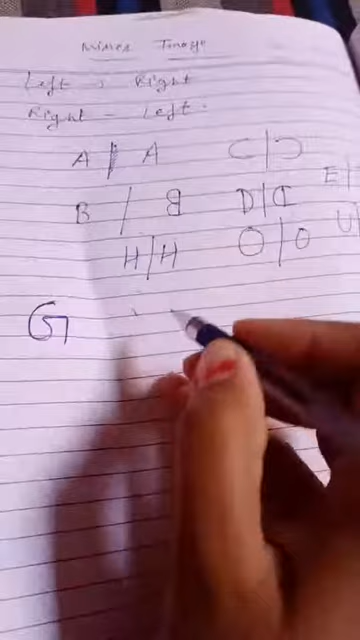 Mirror Image
Left → Right
Right - Left.
A | A
C | Ɔ
E |
B | B
D | D
U |
H | H
O | O
G